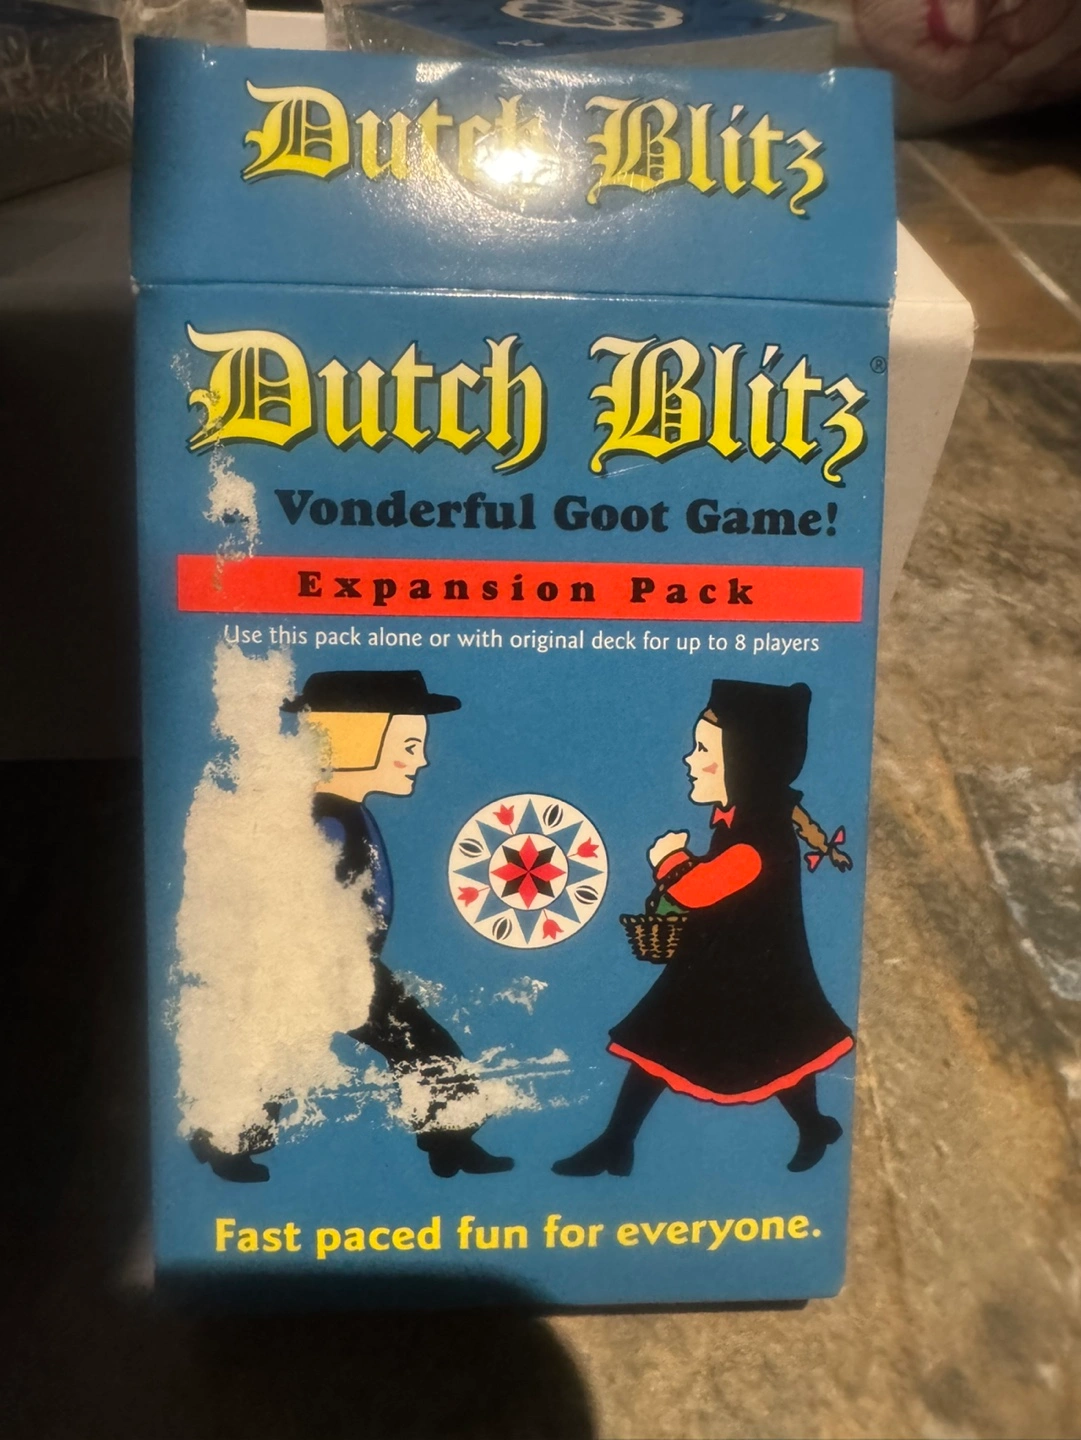 Dutch Blitz
Dutch Blitz®
Vonderful Goot Game!
Expansion Pack
Use this pack alone or with original deck for up to 8 players
Fast paced fun for everyone.